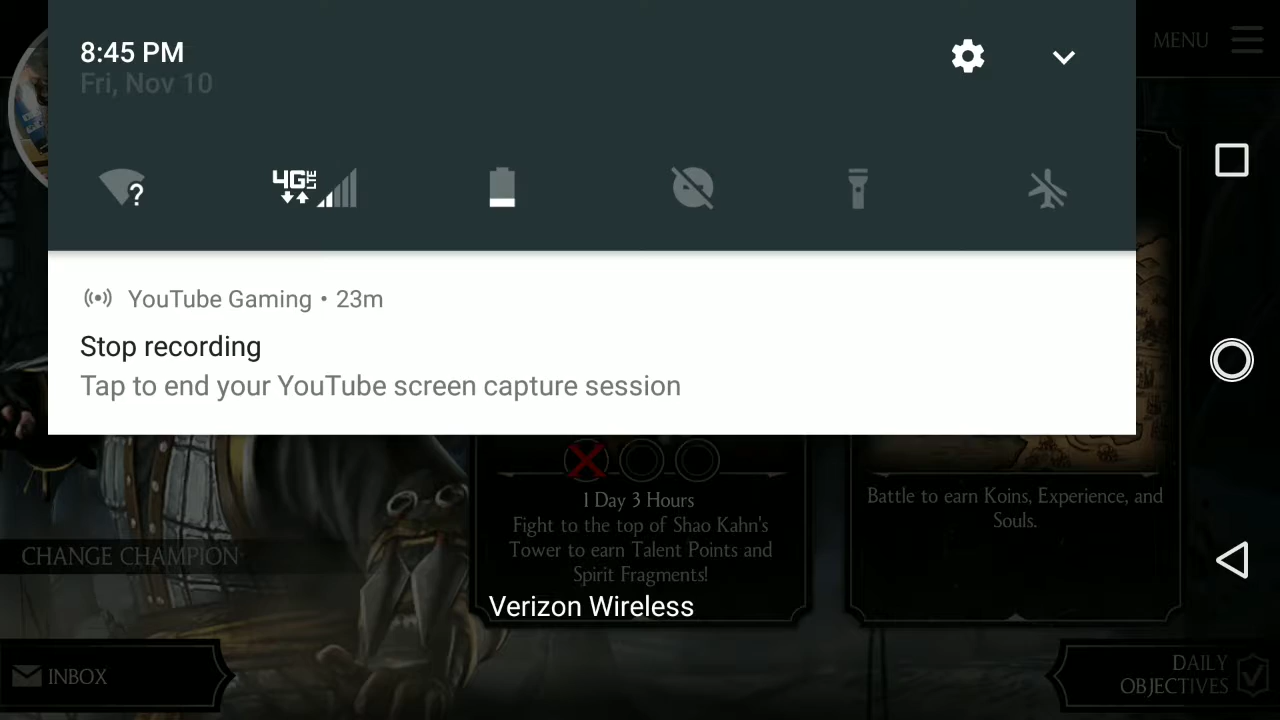 8:45 PM
Fri, Nov 10
MENU
?
4G LTE
YouTube Gaming • 23m
Stop recording
Tap to end your YouTube screen capture session
1 Day 3 Hours
Fight to the top of Shao Kahn's
Tower to earn Talent Points and
Spirit Fragments!
Battle to earn Koins, Experience, and
Souls.
CHANGE CHAMPION
Verizon Wireless
INBOX
DAILY
OBJECTIVES